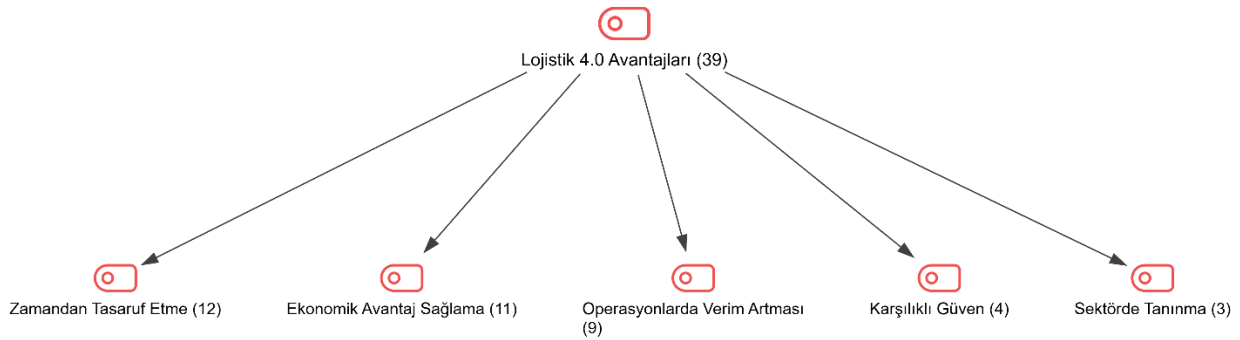 Lojistik 4.0 Avantajları (39)
Zamandan Tasaruf Etme (12)
Ekonomik Avantaj Sağlama (11)
Operasyonlarda Verim Artması
(9)
Karşılıklı Güven (4)
Sektörde Tanınma (3)